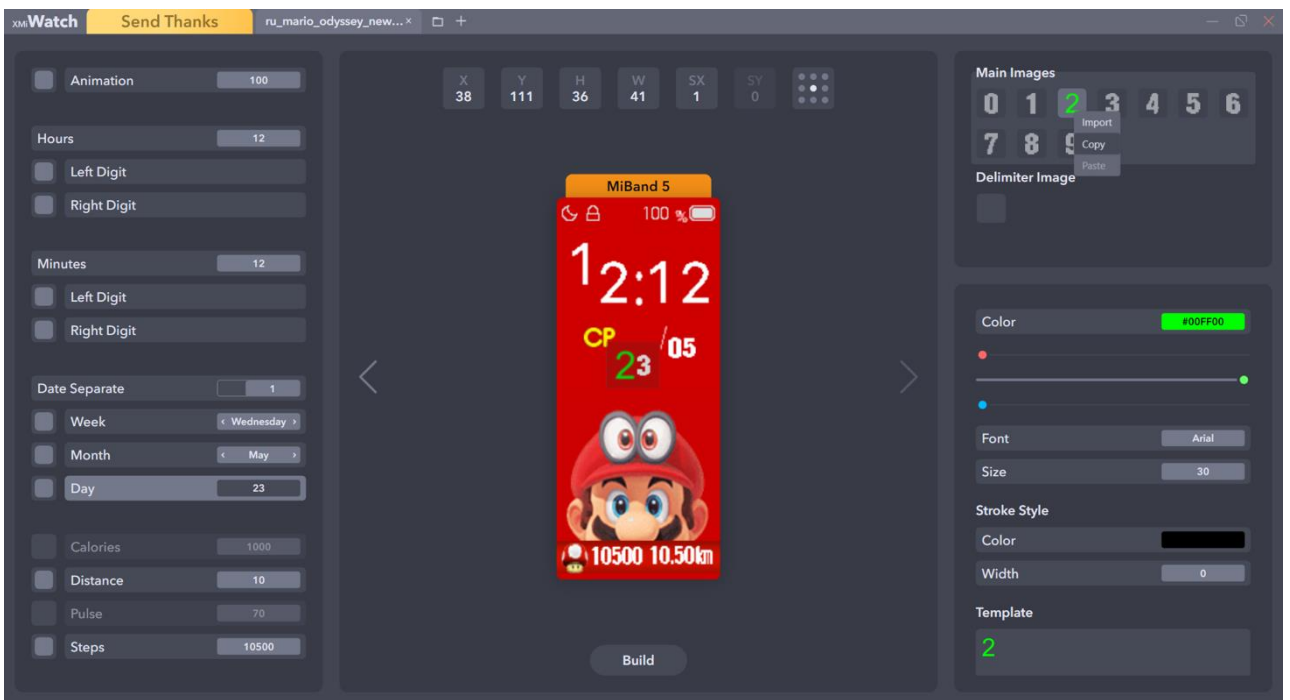 XMiWatch Send Thanks ru_mario_odyssey_new...× +
Animation 100
Hours 12
Left Digit
Right Digit
Minutes 12
Left Digit
Right Digit
Date Separate 1
Week ‹ Wednesday ›
Month ‹ May ›
Day 23
Calories 1000
Distance 10
Pulse 70
Steps 10500
X Y H W SX SY
38 111 36 41 1 0
MiBand 5
100 %
12:12
СР /05
23
10500 10.50km
Build
Main Images
0 1 2 3 4 5 6
Import
7 8 9 Copy
Paste
Delimiter Image
Color #00FF00
Font Arial
Size 30
Stroke Style
Color
Width 0
Template
2